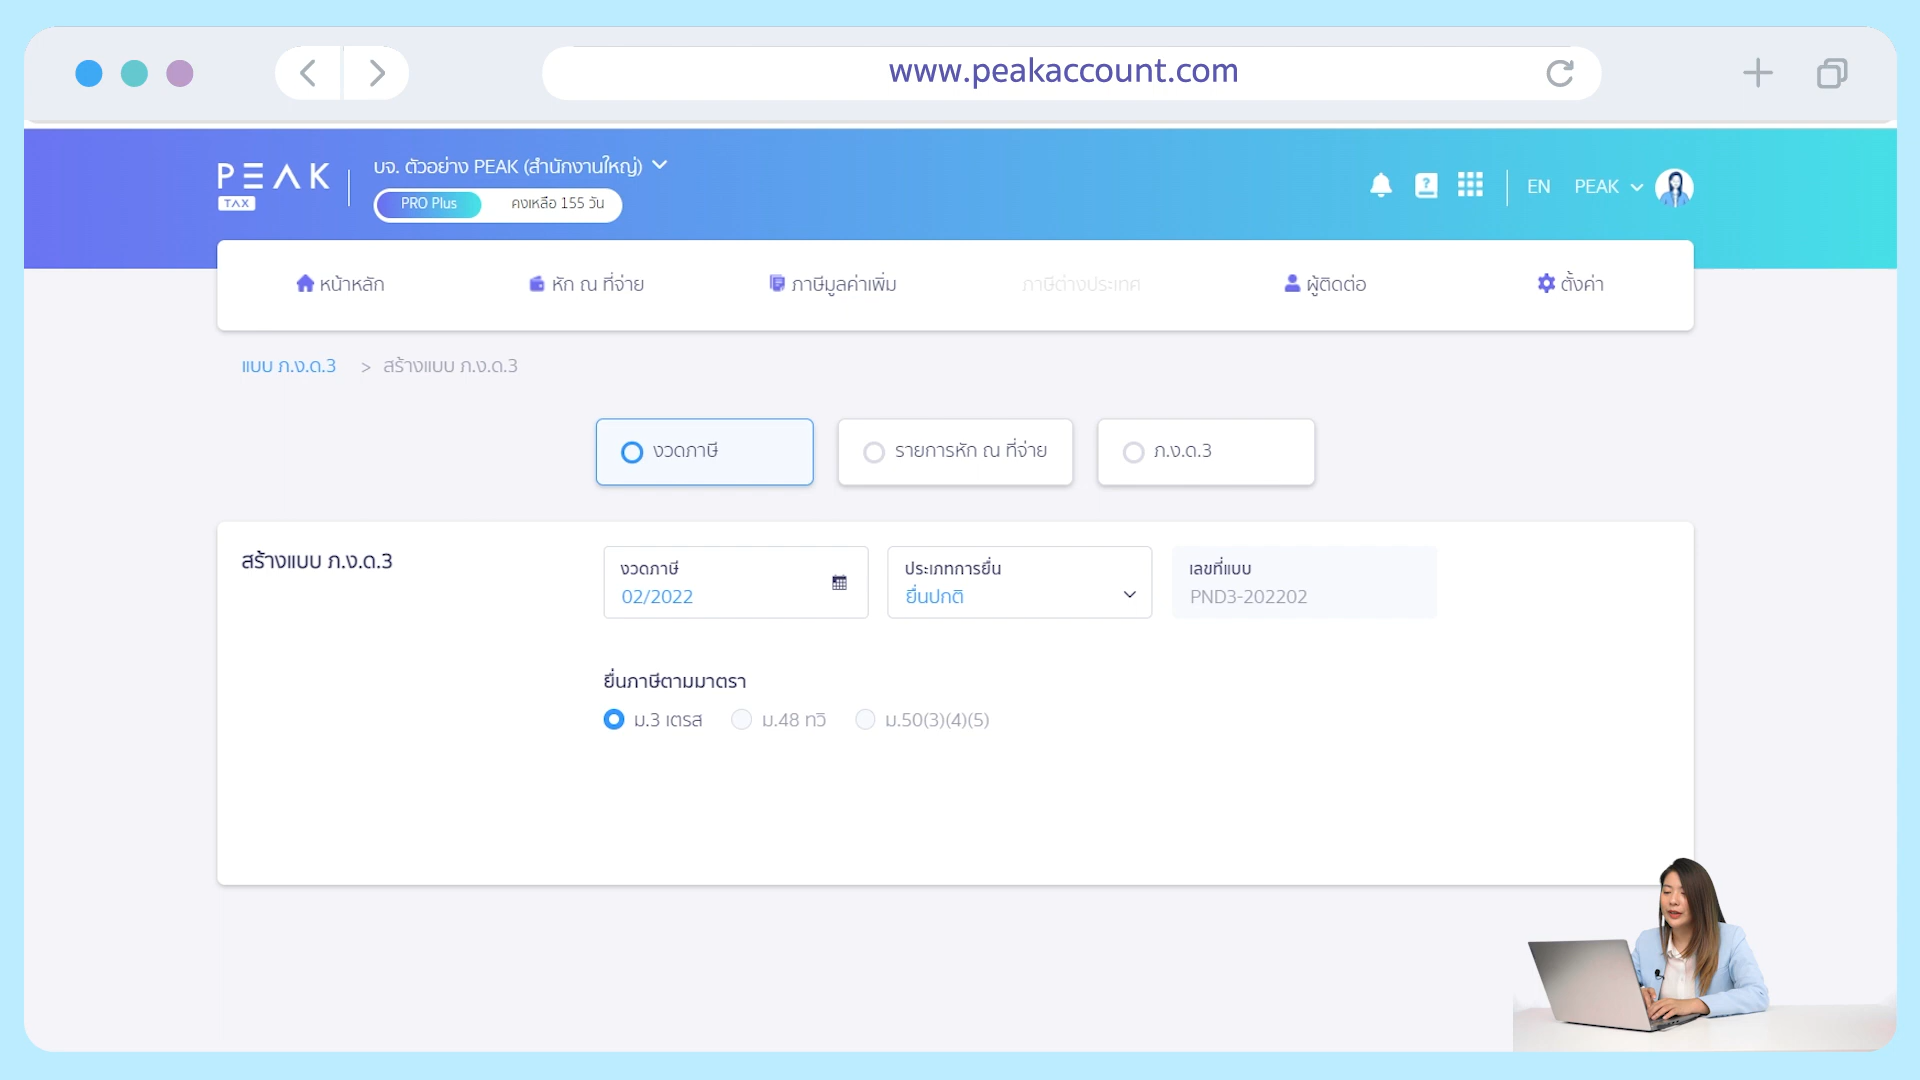 www.peakaccount.com
PEAK
TAX
บจ. ตัวอย่าง PEAK (สำนักงานใหญ่)
PRO Plus
คงเหลือ 155 วัน
EN
PEAK
หน้าหลัก
หัก ณ ที่จ่าย
ภาษีมูลค่าเพิ่ม
ภาษีต่างประเทศ
ผู้ติดต่อ
ตั้งค่า
แบบ ภ.ง.ด.3 > สร้างแบบ ภ.ง.ด.3
งวดภาษี
รายการหัก ณ ที่จ่าย
ภ.ง.ด.3
สร้างแบบ ภ.ง.ด.3
งวดภาษี
02/2022
ประเภทการยื่น
ยื่นปกติ
เลขที่แบบ
PND3-202202
ยื่นภาษีตามมาตรา
ม.3 เตรส
ม.48 ทวิ
ม.50(3)(4)(5)